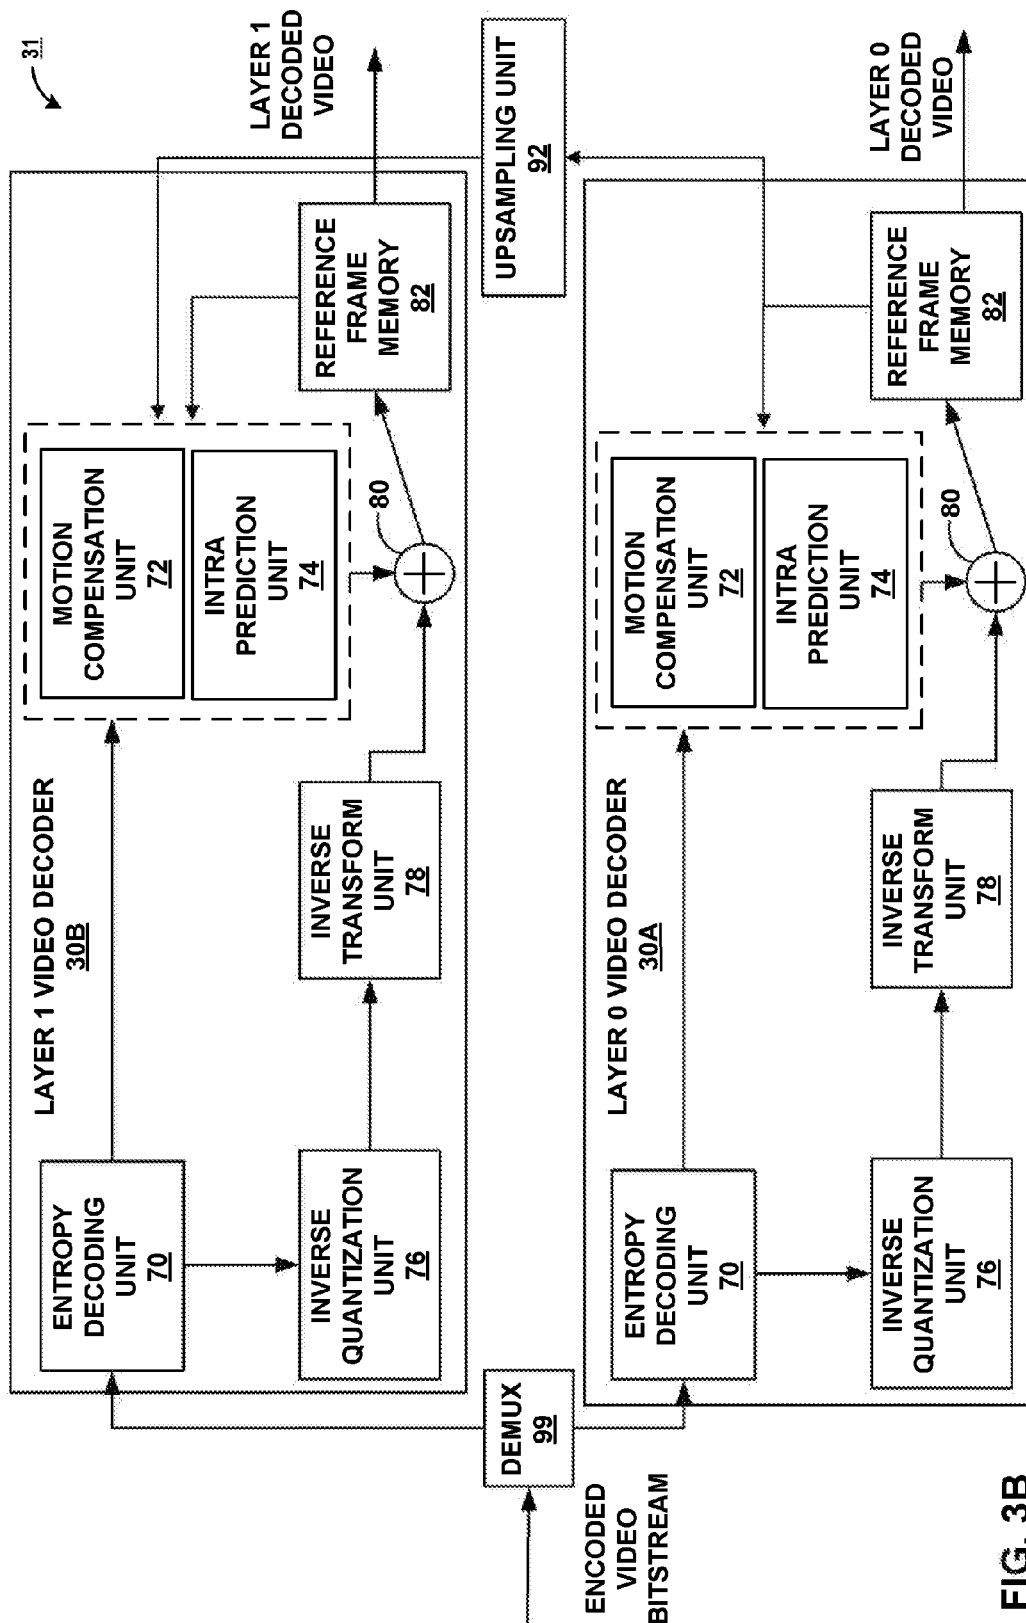 31
LAYER 1 VIDEO DECODER
30B
ENTROPY
DECODING
UNIT
70
INVERSE
QUANTIZATION
UNIT
76
INVERSE
TRANSFORM
UNIT
78
MOTION
COMPENSATION
UNIT
72
INTRA
PREDICTION
UNIT
74
80
REFERENCE
FRAME
MEMORY
82
LAYER 1
DECODED
VIDEO
ENCODED
VIDEO
BITSTREAM
DEMUX
99
UPSAMPLING UNIT
92
LAYER 0 VIDEO DECODER
30A
ENTROPY
DECODING
UNIT
70
INVERSE
QUANTIZATION
UNIT
76
INVERSE
TRANSFORM
UNIT
78
MOTION
COMPENSATION
UNIT
72
INTRA
PREDICTION
UNIT
74
80
REFERENCE
FRAME
MEMORY
82
LAYER 0
DECODED
VIDEO
FIG. 3B